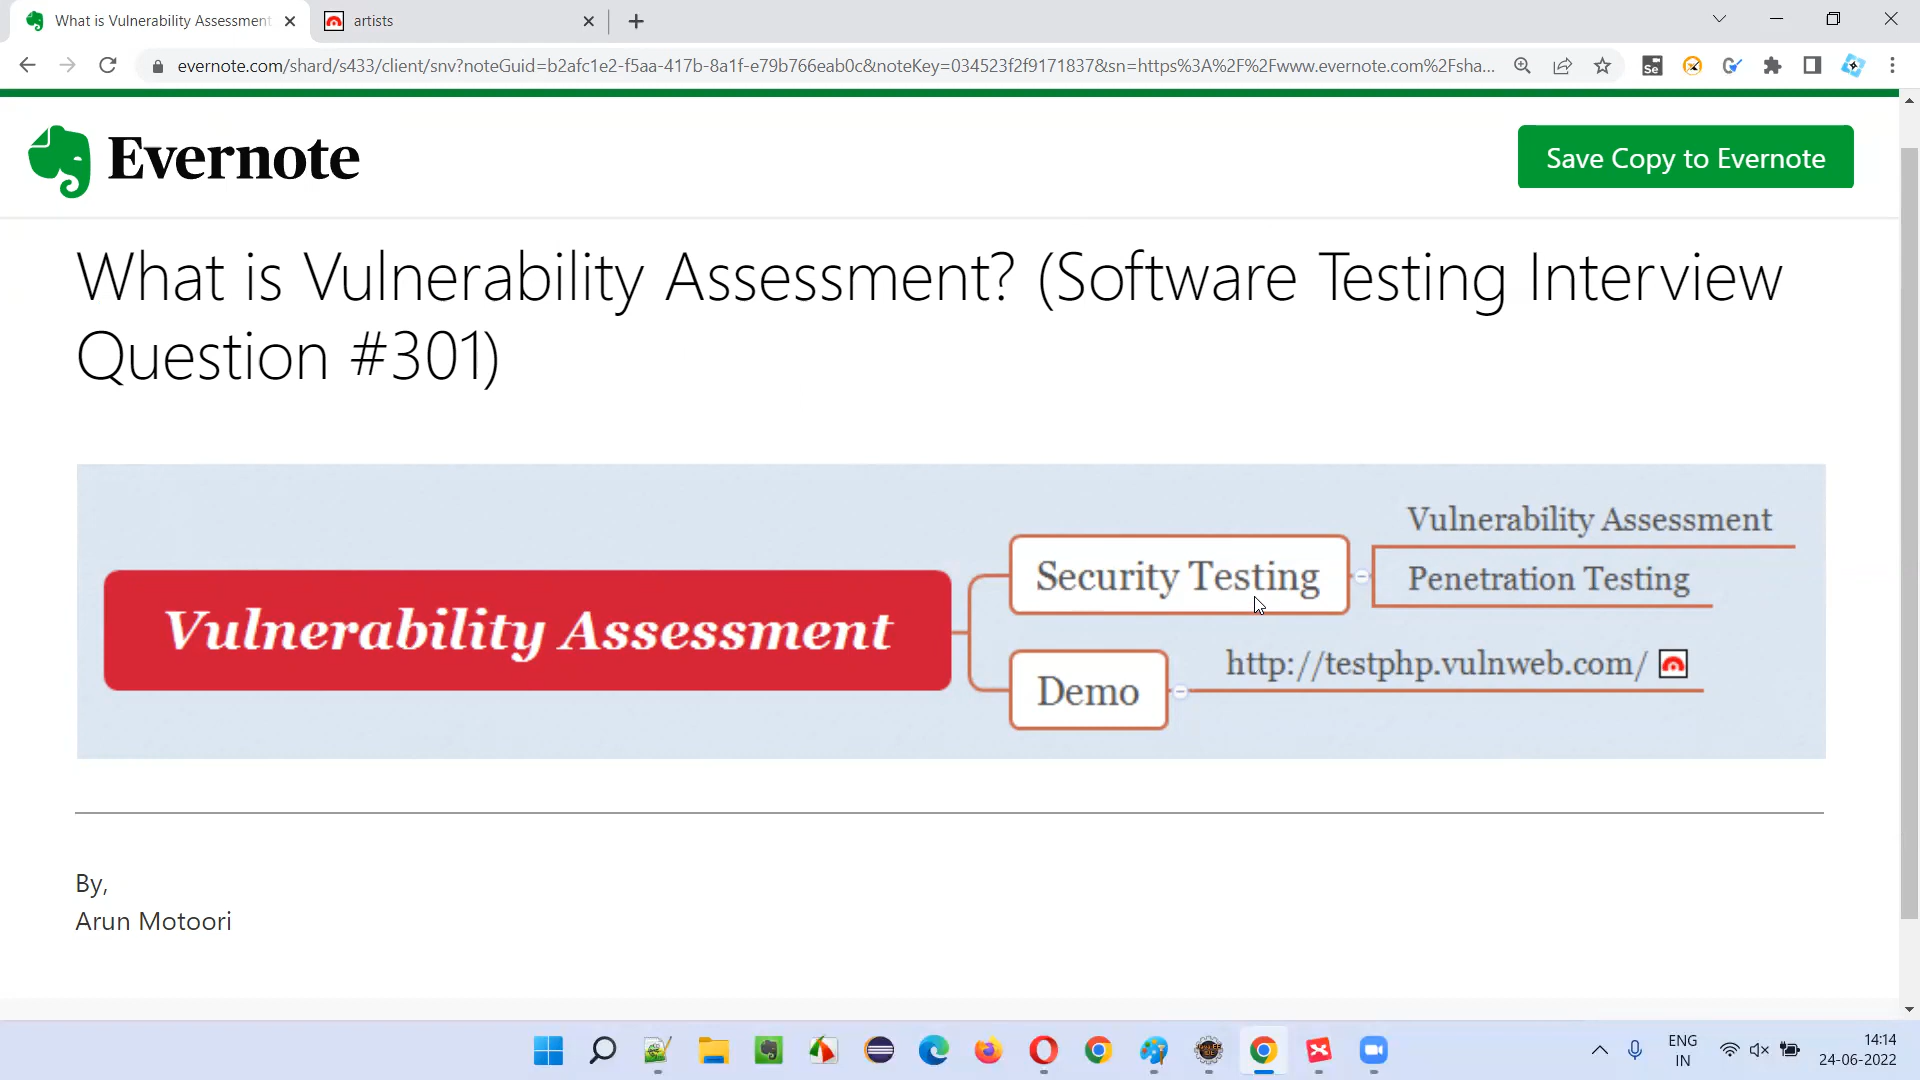 What is Vulnerability Assessment
artists
evernote.com/shard/s433/client/snv?noteGuid=b2afc1e2-f5aa-417b-8a1f-e79b766eab0c&noteKey=034523f2f9171837&sn=https%3A%2F%2Fwww.evernote.com%2Fsha...
Evernote
Save Copy to Evernote
What is Vulnerability Assessment? (Software Testing Interview
Question #301)
Vulnerability Assessment
Security Testing
Vulnerability Assessment
Penetration Testing
Demo
http://testphp.vulnweb.com/
By,
Arun Motoori
ENG
IN
14:14
24-06-2022